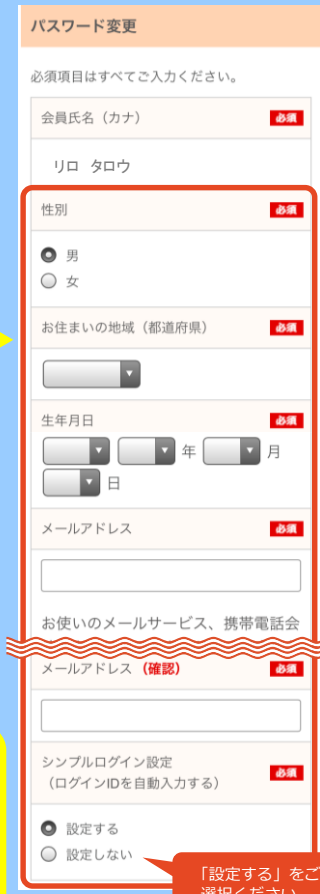 パスワード変更
必須項目はすべてご入力ください。
会員氏名（カナ） 必須
リロ タロウ
性別 必須
男
女
お住まいの地域（都道府県） 必須
生年月日 必須
年 月
日
メールアドレス 必須
お使いのメールサービス、携帯電話会
メールアドレス（確認） 必須
シンプルログイン設定
（ログインIDを自動入力する） 必須
設定する
設定しない
「設定する」をご
選択ください